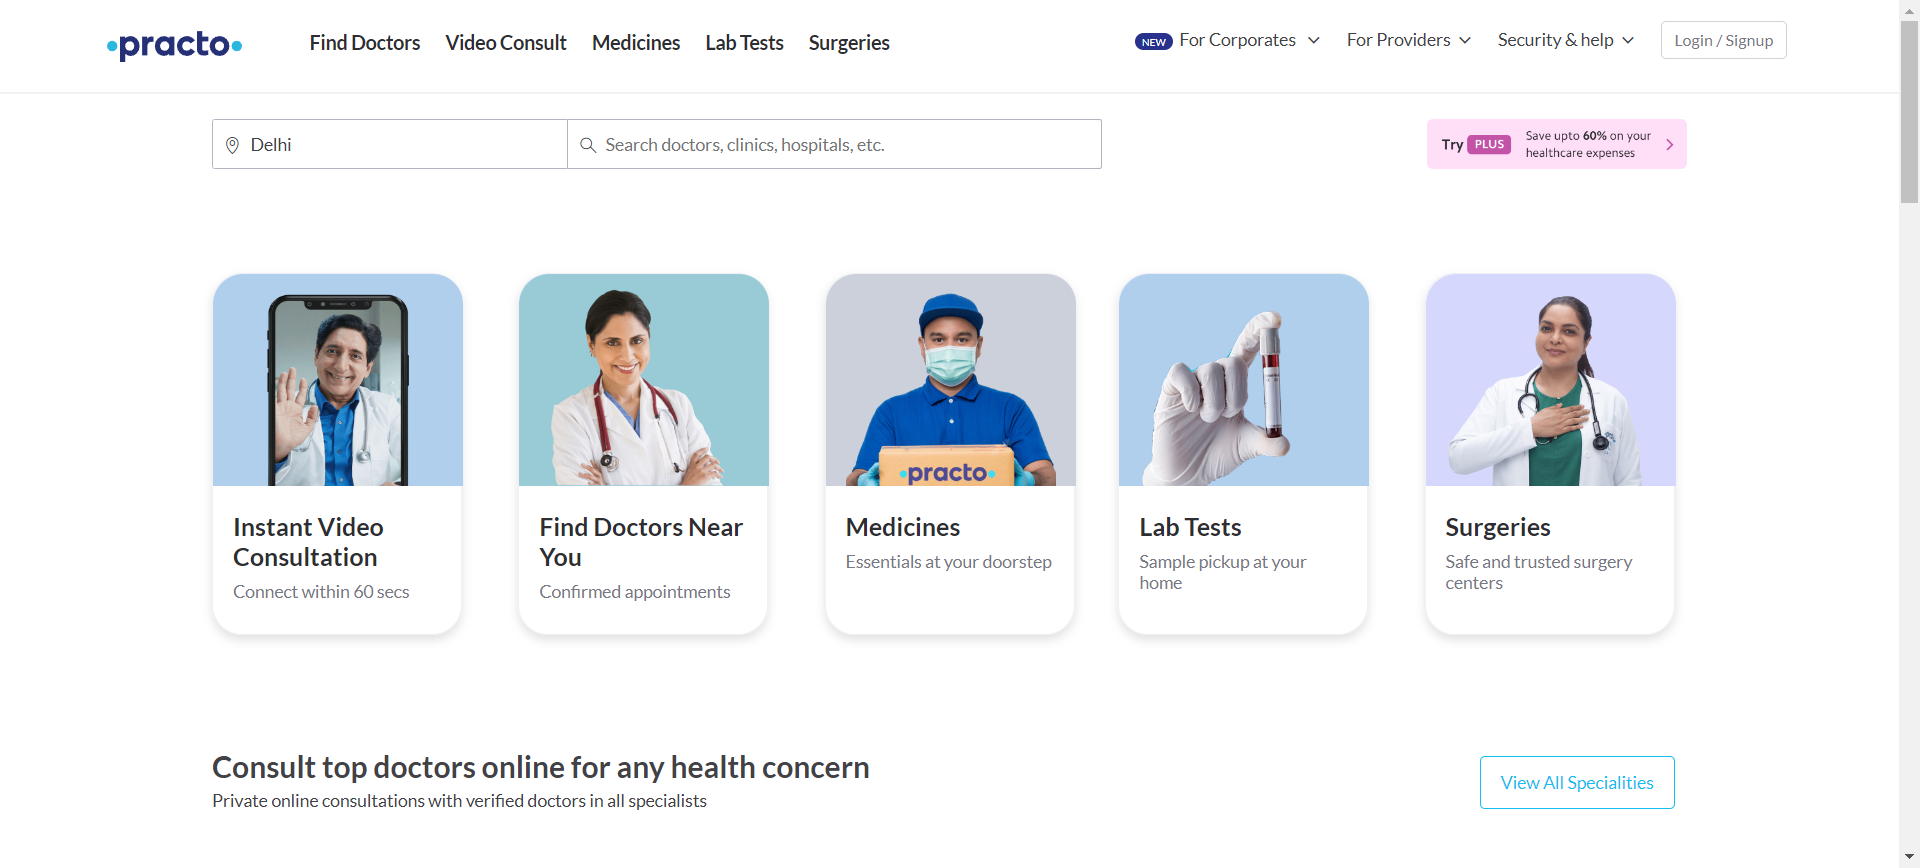 practo
Find Doctors
Video Consult
Medicines
Lab Tests
Surgeries
NEW For Corporates
For Providers
Security & help
Login / Signup
Delhi
Search doctors, clinics, hospitals, etc.
Try PLUS
Save upto 60% on your
healthcare expenses
practo
Instant Video
Consultation
Connect within 60 secs
Find Doctors Near
You
Confirmed appointments
Medicines
Essentials at your doorstep
Lab Tests
Sample pickup at your
home
Surgeries
Safe and trusted surgery
centers
Consult top doctors online for any health concern
Private online consultations with verified doctors in all specialists
View All Specialities